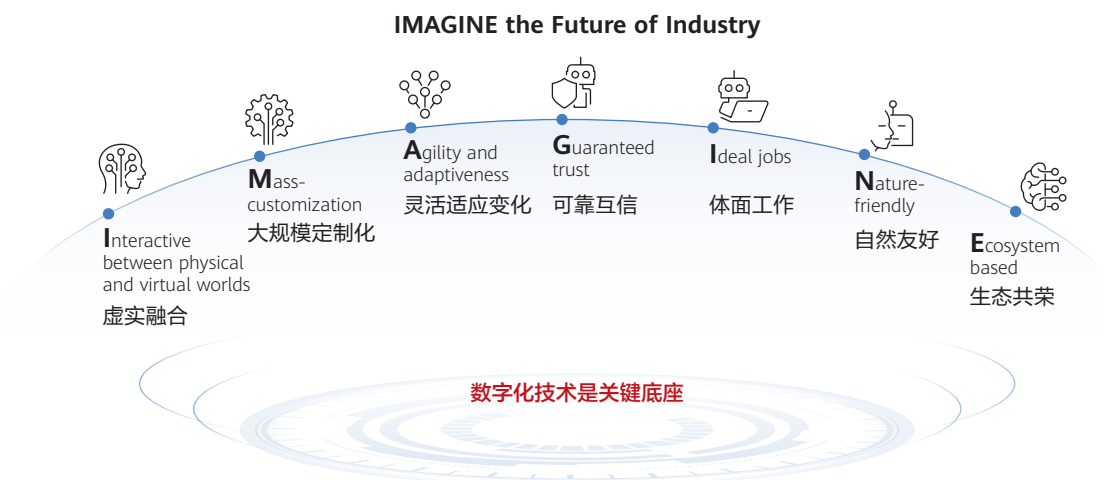 IMAGINE the Future of Industry
Interactive
between physical
and virtual worlds
虚实融合
Mass-
customization
大规模定制化
Agility and
adaptiveness
灵活适应变化
Guaranteed
trust
可靠互信
Ideal jobs
体面工作
Nature-
friendly
自然友好
Ecosystem
based
生态共荣
数字化技术是关键底座